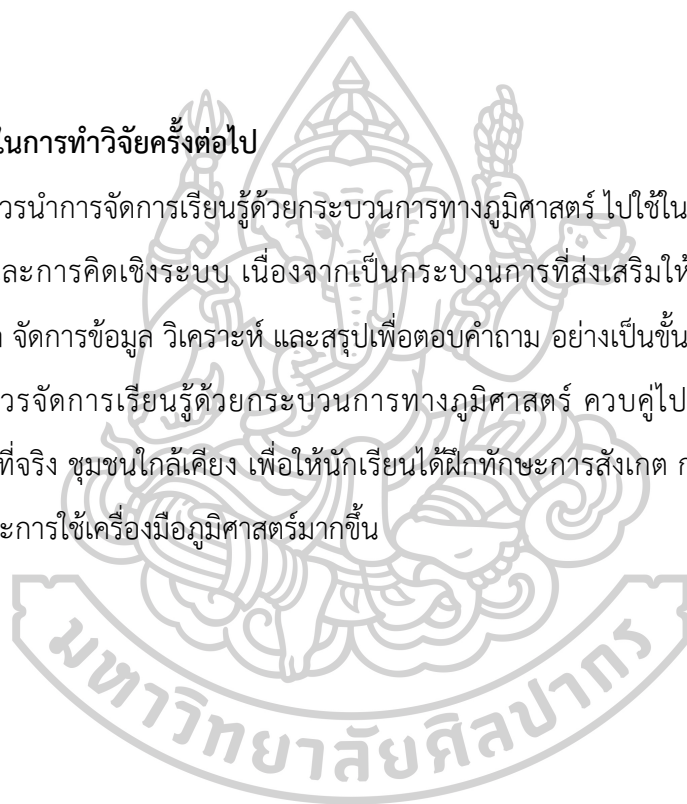 ในการทำวิจัยครั้งต่อไป
วรนำการจัดการเรียนรู้ด้วยกระบวนการทางภูมิศาสตร์ ไปใช้ใน
ละการคิดเชิงระบบ เนื่องจากเป็นกระบวนการที่ส่งเสริมให้
จัดการข้อมูล วิเคราะห์ และสรุปเพื่อตอบคำถาม อย่างเป็นขั้น
วรจัดการเรียนรู้ด้วยกระบวนการทางภูมิศาสตร์ ควบคู่ไป
ที่จริง ชุมชนใกล้เคียง เพื่อให้นักเรียนได้ฝึกทักษะการสังเกต ก
ะการใช้เครื่องมือภูมิศาสตร์มากขึ้น
มหาวิทยาลัยศิลปากร